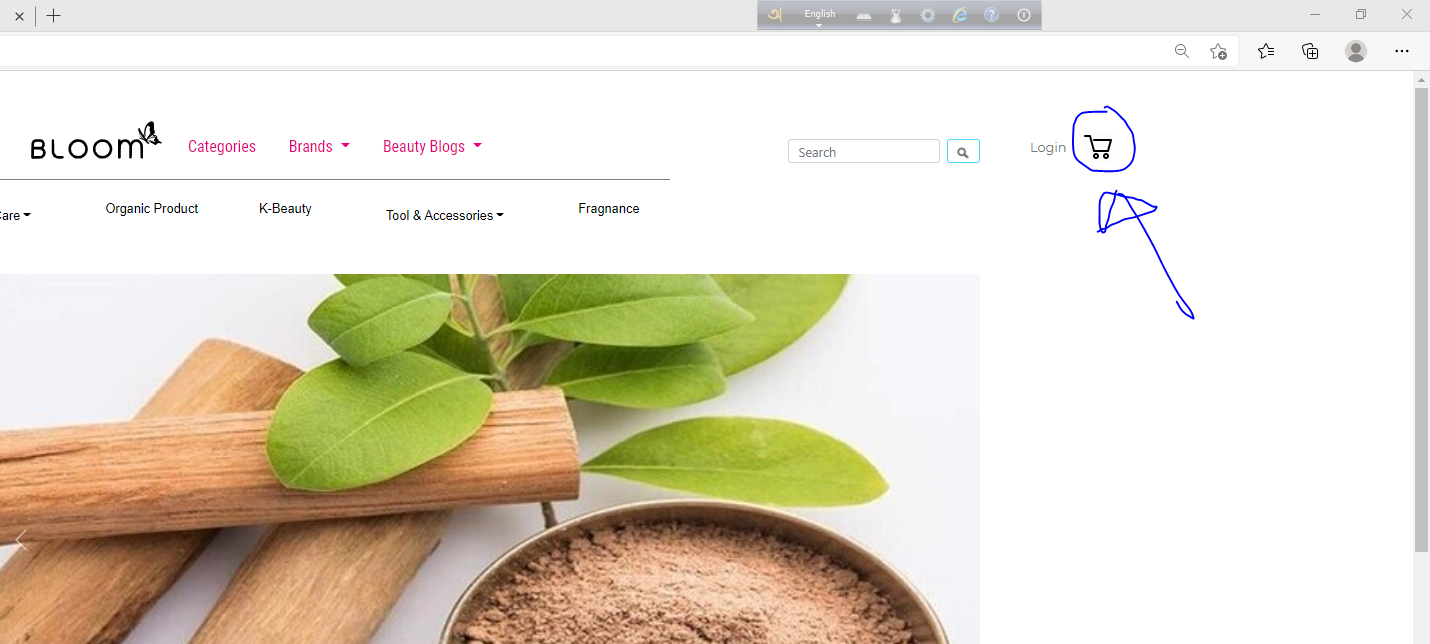 English
BLOOM Categories Brands Beauty Blogs Search Login
Care Organic Product K-Beauty Tool & Accessories Fragnance